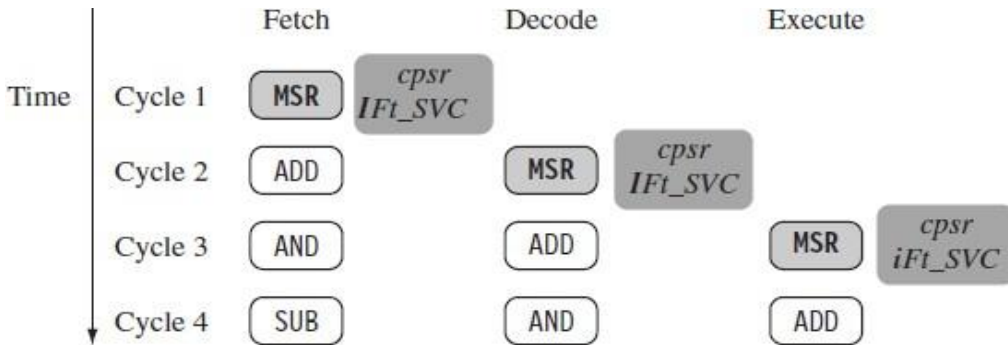 Fetch Decode Execute
Time
Cycle 1 MSR cpsr
IFt_SVC
Cycle 2 ADD MSR cpsr
IFt_SVC
Cycle 3 AND ADD MSR cpsr
iFt_SVC
Cycle 4 SUB AND ADD